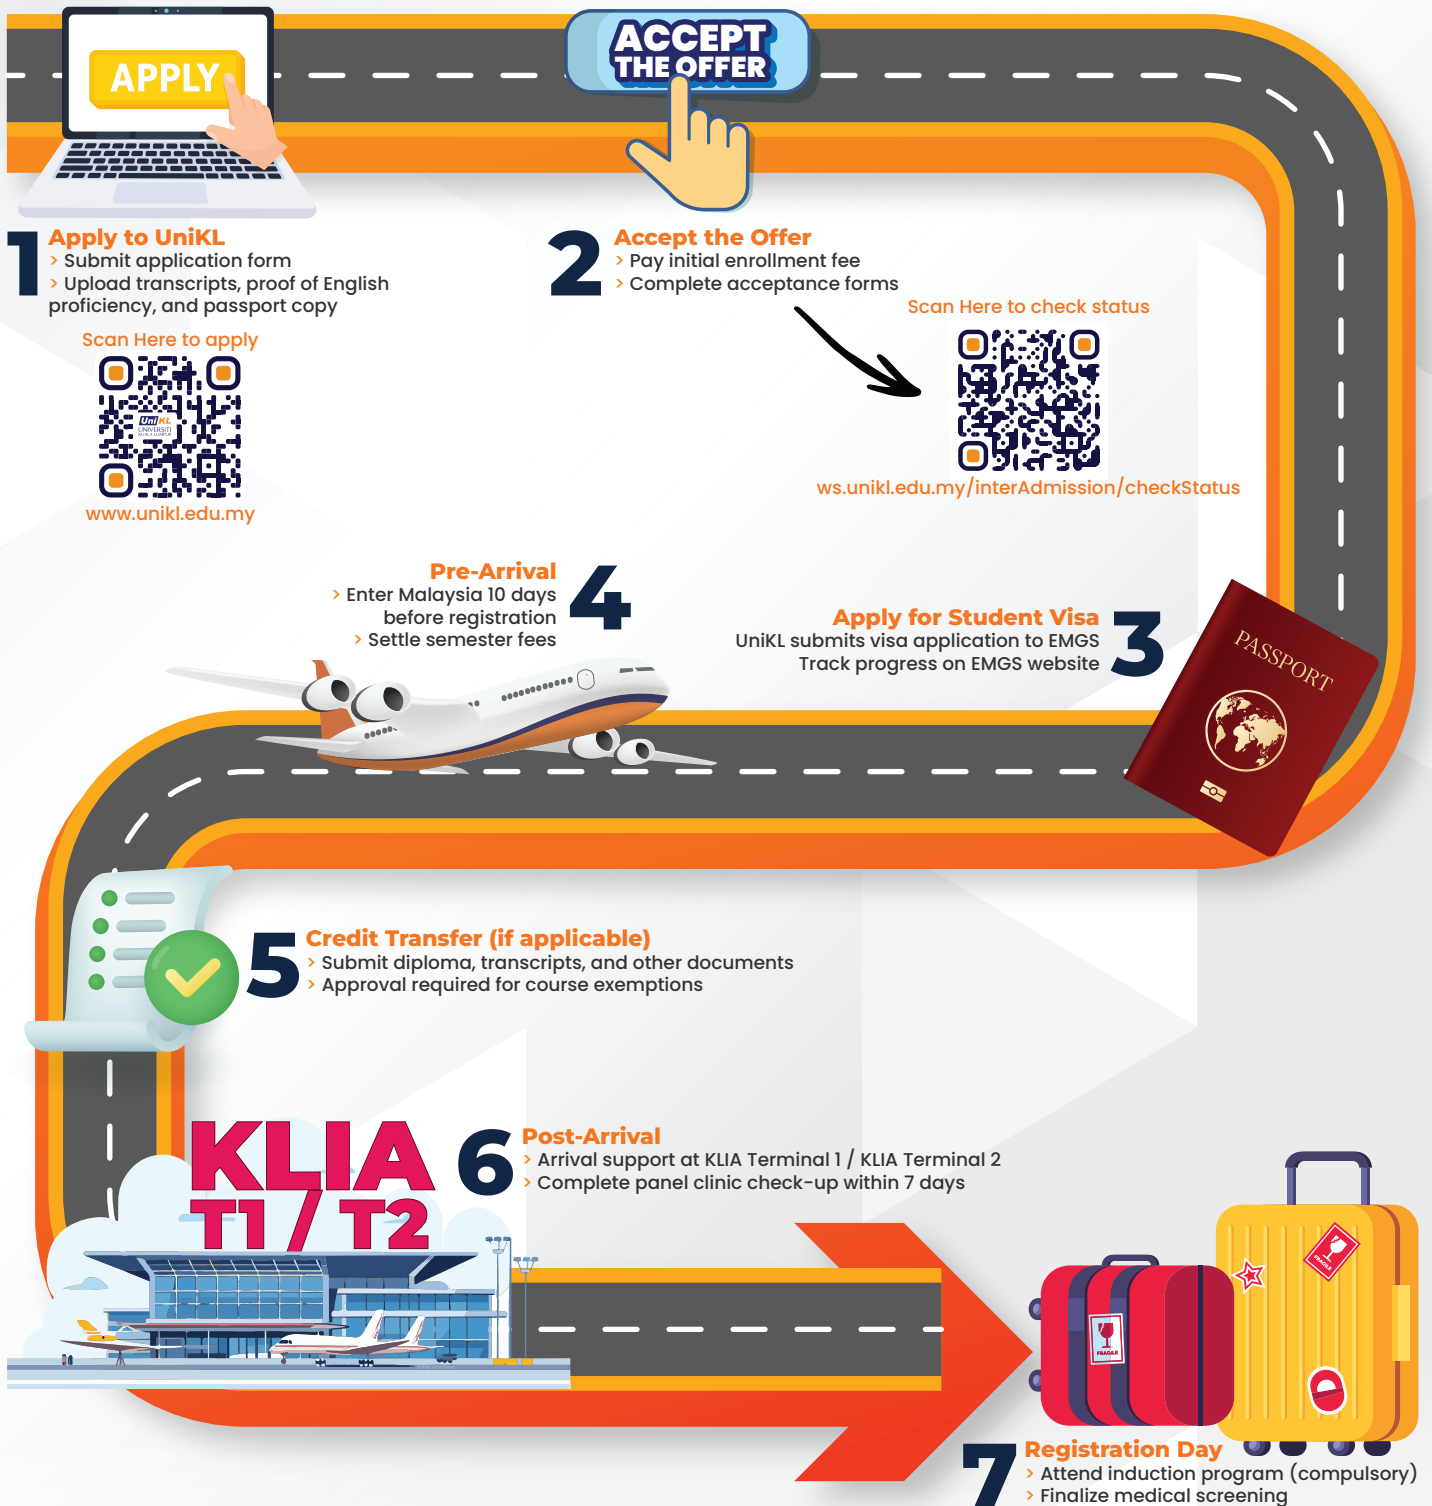 APPLY
ACCEPT
THE OFFER
1
Apply to UniKL
> Submit application form
> Upload transcripts, proof of English
proficiency, and passport copy
Scan Here to apply
UniKL
UNIVERSITI
KUALA LUMPUR
www.unikl.edu.my
2
Accept the Offer
> Pay initial enrollment fee
> Complete acceptance forms
Scan Here to check status
ws.unikl.edu.my/interAdmission/checkStatus
PASSPORT
3
Apply for Student Visa
UniKL submits visa application to EMGS
Track progress on EMGS website
4
Pre-Arrival
> Enter Malaysia 10 days
before registration
> Settle semester fees
5
Credit Transfer (if applicable)
> Submit diploma, transcripts, and other documents
> Approval required for course exemptions
KLIA
T1 / T2
6
Post-Arrival
> Arrival support at KLIA Terminal 1 / KLIA Terminal 2
> Complete panel clinic check-up within 7 days
FRAGILE
FRAGILE
7
Registration Day
> Attend induction program (compulsory)
> Finalize medical screening